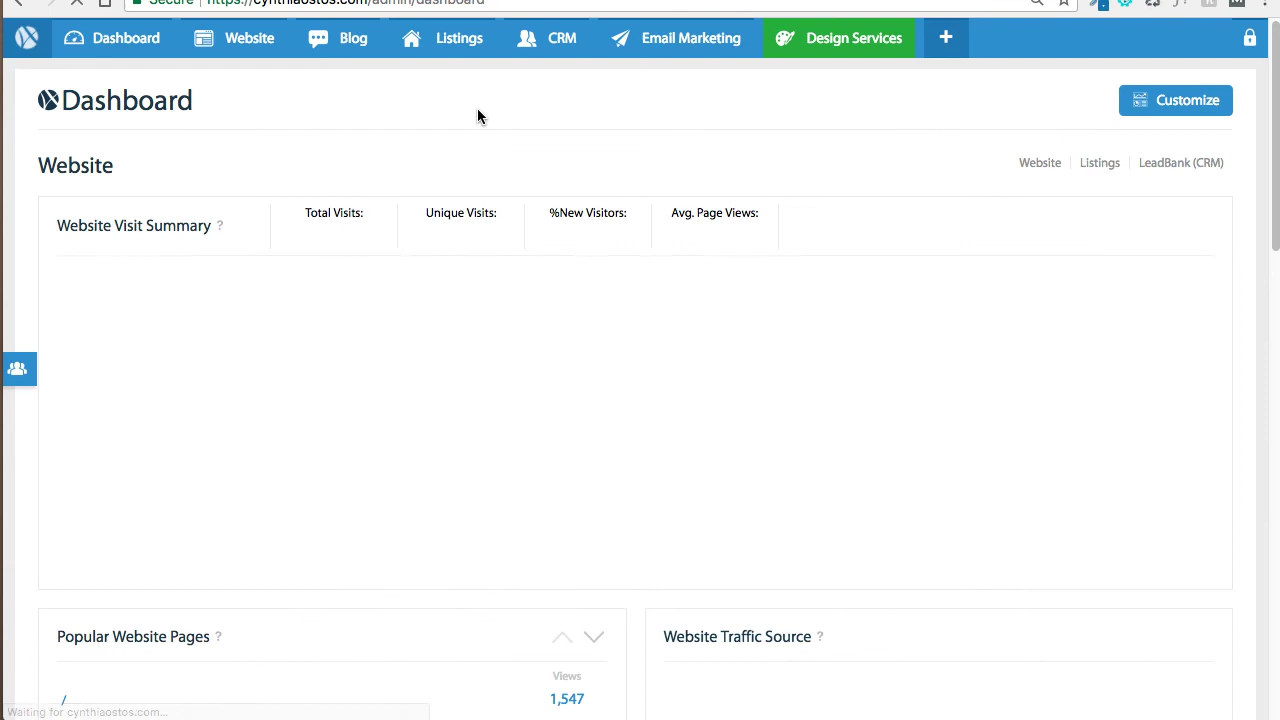 Secure https://cynthiaostos.com/admin/dashboard
Dashboard Website Blog Listings CRM Email Marketing Design Services +
Dashboard
Customize
Website
Website Listings LeadBank (CRM)
Website Visit Summary ?
Total Visits: Unique Visits: %New Visitors: Avg. Page Views:
Popular Website Pages ?
Website Traffic Source ?
Views
/ 1,547
Waiting for cynthiaostos.com...